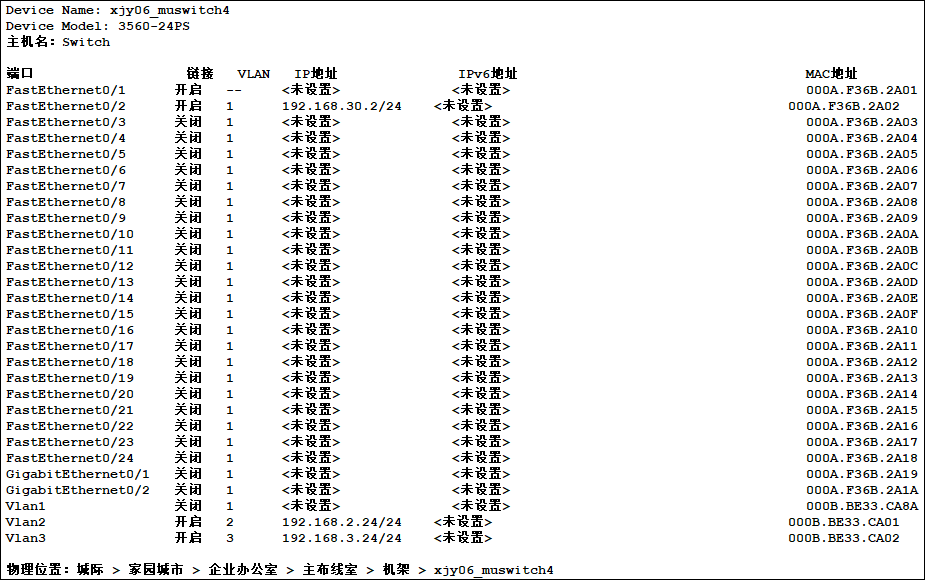 Device Name: xjy06_muswitch4
Device Model: 3560-24PS
主机名: Switch
端口 链接 VLAN IP地址 IPv6地址 MAC地址
FastEthernet0/1 开启 -- <未设置> <未设置> 000A.F36B.2A01
FastEthernet0/2 开启 1 192.168.30.2/24 <未设置> 000A.F36B.2A02
FastEthernet0/3 关闭 1 <未设置> <未设置> 000A.F36B.2A03
FastEthernet0/4 关闭 1 <未设置> <未设置> 000A.F36B.2A04
FastEthernet0/5 关闭 1 <未设置> <未设置> 000A.F36B.2A05
FastEthernet0/6 关闭 1 <未设置> <未设置> 000A.F36B.2A06
FastEthernet0/7 关闭 1 <未设置> <未设置> 000A.F36B.2A07
FastEthernet0/8 关闭 1 <未设置> <未设置> 000A.F36B.2A08
FastEthernet0/9 关闭 1 <未设置> <未设置> 000A.F36B.2A09
FastEthernet0/10 关闭 1 <未设置> <未设置> 000A.F36B.2A0A
FastEthernet0/11 关闭 1 <未设置> <未设置> 000A.F36B.2A0B
FastEthernet0/12 关闭 1 <未设置> <未设置> 000A.F36B.2A0C
FastEthernet0/13 关闭 1 <未设置> <未设置> 000A.F36B.2A0D
FastEthernet0/14 关闭 1 <未设置> <未设置> 000A.F36B.2A0E
FastEthernet0/15 关闭 1 <未设置> <未设置> 000A.F36B.2A0F
FastEthernet0/16 关闭 1 <未设置> <未设置> 000A.F36B.2A10
FastEthernet0/17 关闭 1 <未设置> <未设置> 000A.F36B.2A11
FastEthernet0/18 关闭 1 <未设置> <未设置> 000A.F36B.2A12
FastEthernet0/19 关闭 1 <未设置> <未设置> 000A.F36B.2A13
FastEthernet0/20 关闭 1 <未设置> <未设置> 000A.F36B.2A14
FastEthernet0/21 关闭 1 <未设置> <未设置> 000A.F36B.2A15
FastEthernet0/22 关闭 1 <未设置> <未设置> 000A.F36B.2A16
FastEthernet0/23 关闭 1 <未设置> <未设置> 000A.F36B.2A17
FastEthernet0/24 关闭 1 <未设置> <未设置> 000A.F36B.2A18
GigabitEthernet0/1 关闭 1 <未设置> <未设置> 000A.F36B.2A19
GigabitEthernet0/2 关闭 1 <未设置> <未设置> 000A.F36B.2A1A
Vlan1 关闭 1 <未设置> <未设置> 000B.BE33.CA8A
Vlan2 开启 2 192.168.2.24/24 <未设置> 000B.BE33.CA01
Vlan3 开启 3 192.168.3.24/24 <未设置> 000B.BE33.CA02
物理位置: 城际 > 家园城市 > 企业办公室 > 主布线室 > 机架 > xjy06_muswitch4